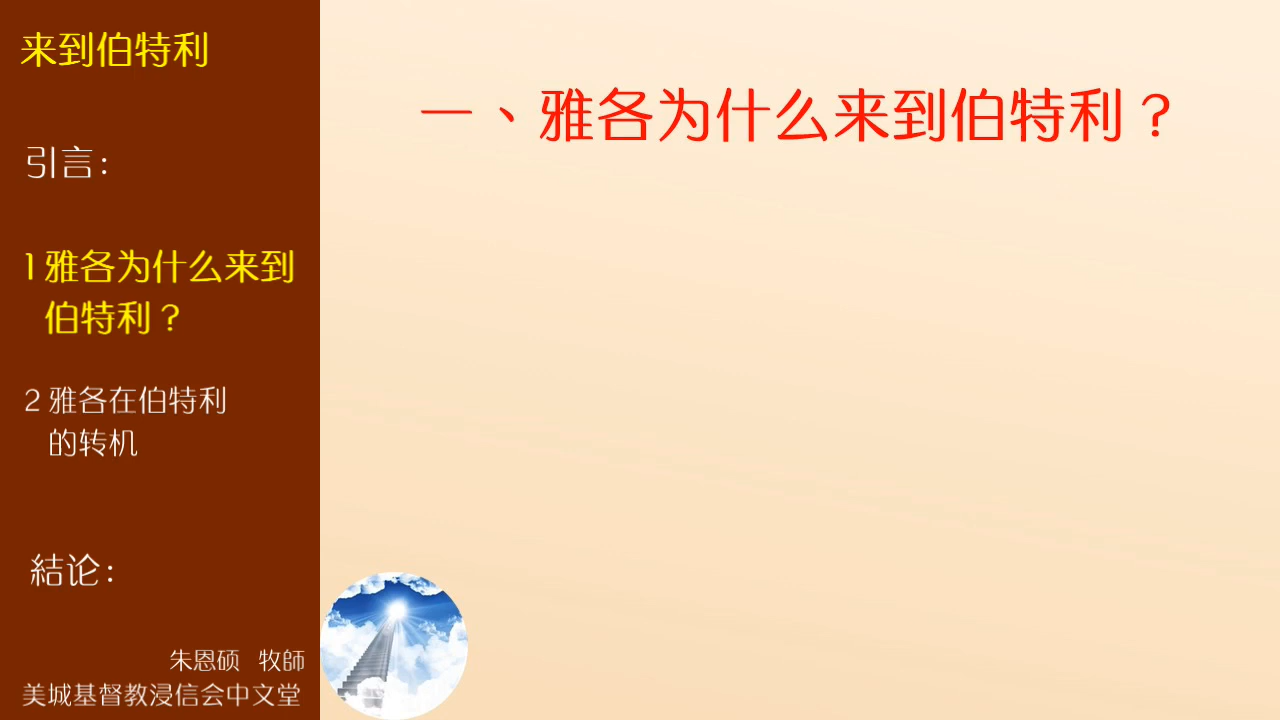 来到伯特利
引言：
1 雅各为什么来到
伯特利？
2 雅各在伯特利
的转机
結论：
朱恩硕 牧師
美城基督教浸信会中文堂
一、雅各为什么来到伯特利？